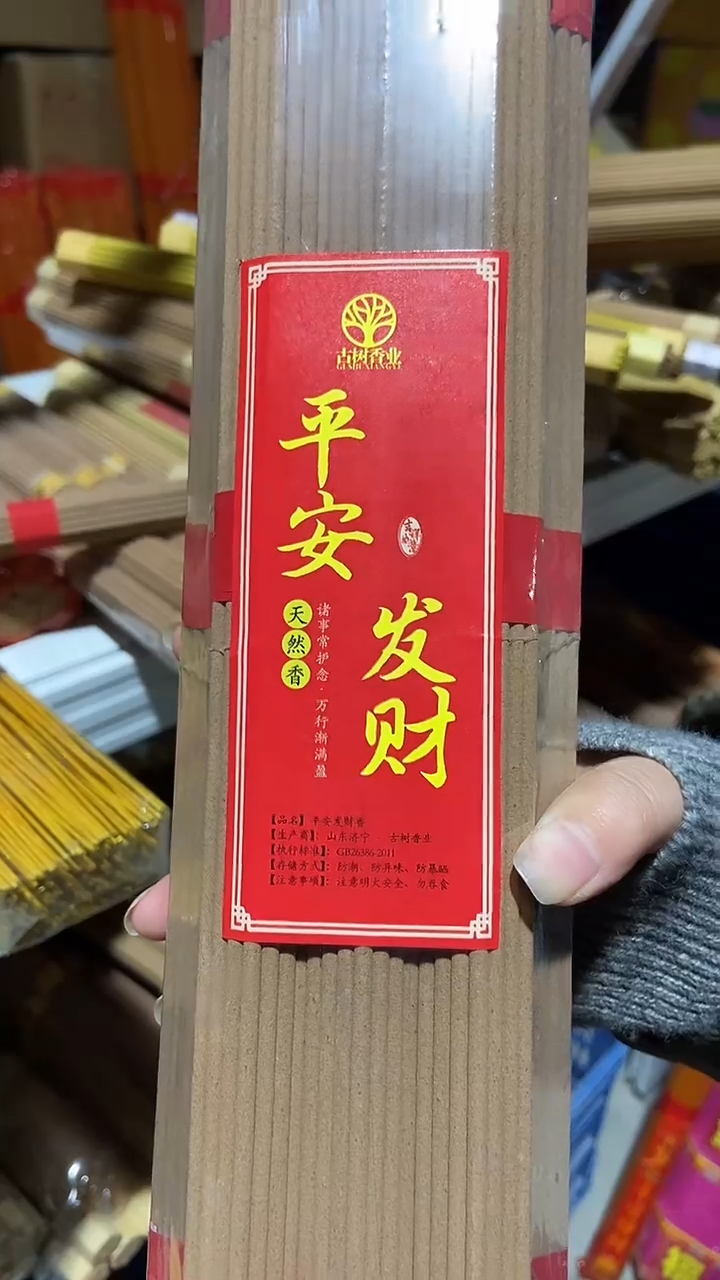 古树香业
GUSHUXIANGYE
平安
发财
天然香
诸事常护念·万行渐满盈
【品名】平安发财香
【生产商】：山东济宁 古树香业
【执行标准】：GB26386-2011
【存储方式】：防潮、防异味、防暴晒
【注意事项】：注意明火安全、勿吞食